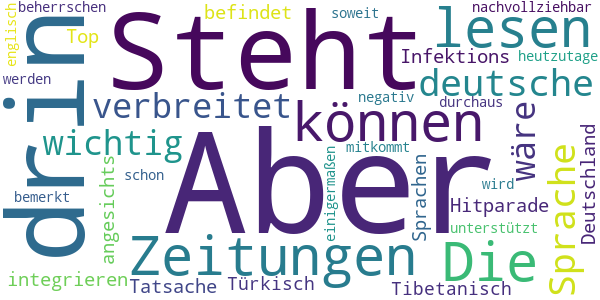 beherrschen
englisch
Top
befindet
soweit
nachvollziehbar
Steht
lesen
Infektions
heutzutage
drin
werden
verbreitet
negativ
deutsche
durchaus
können
wäre
wichtig
Aber
mitkommt
Sprache
Deutschland
schon
angesichts
einigermaßen
Sprachen
wird
bemerkt
Hitparade
unterstützt
Zeitungen
Die
integrieren
Tatsache
Türkisch
Tibetanisch